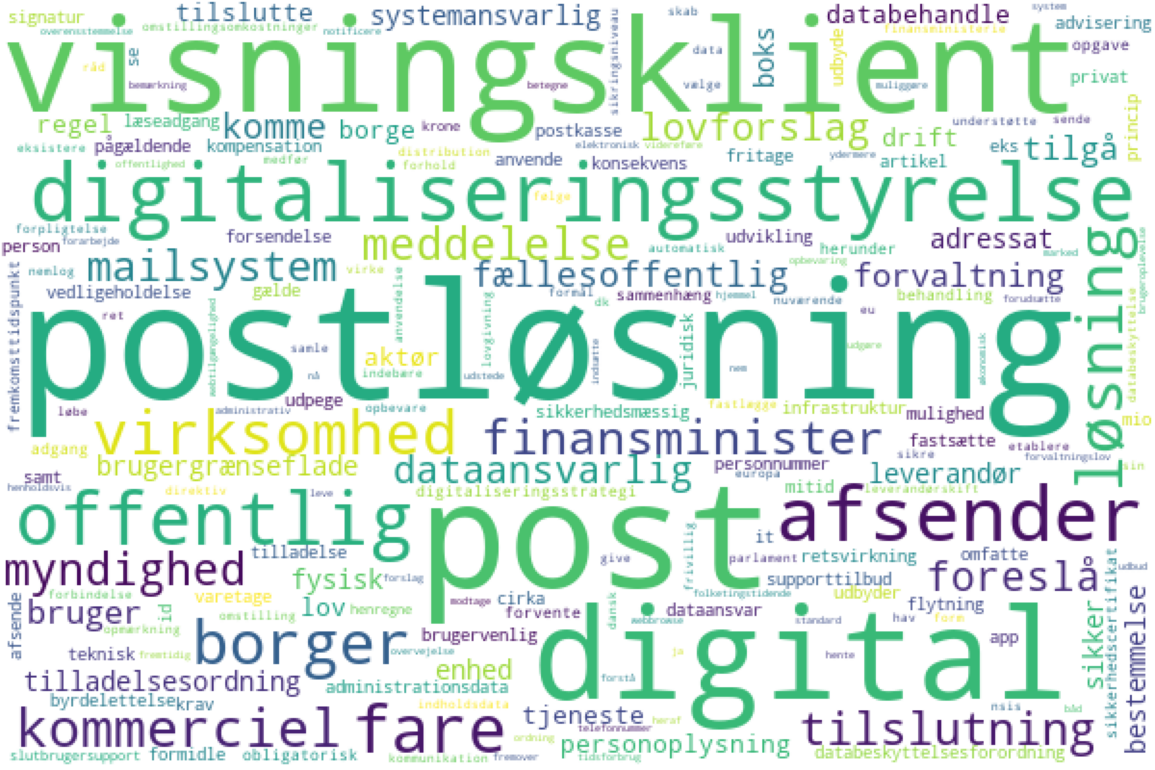 signatur tilslutte systemansvarlig databehandle system advisering
overensstemmelse omstillingsomkostninger notificere skab finansministerie
visningsklient
se råd bemærkning betegne sikringsniveau data vælge boks udbyde muliggøre opgave privat
regel læseadgang komme borge krone postkasse lovforslag drift understøtte sende princip
eksistere pågældende kompensation distribution elektronisk videreføre ydermere eks tilgå
offentlighed medfør forhold anvende konsekvens fritage artikel
digitaliseringsstyrelse
følge
forpligtelse forsendelse meddelelse automatisk udvikling herunder adressat marked
person forarbejde opbevaring
nemlog mailsystem virke fællesoffentlig forvaltning
vedligeholdelse gælde anvendelse formål dk sammenhæng hjemmel nuværende behandling forudsætte
fremkomsttidspunkt ret webtilgængelighed lovgivning eu databeskyttelse brugeroplevelse
postløsning
løsninge
samle aktør juridisk udgøre økonomisk
nå indebære udstede indsætte nem
løbe administrativ udpege opbevare sikkerhedsmæssig fastlægge infrastruktur mulighed mio
adgang virksomhed finansminister fastsætte etablere
samt brugergrænseflade dataansvarlig personnummer sikre forvaltningslov
henholdsvis direktiv leve digitaliseringsstrategi europa leverandør sin
mitid leverandørskift
offentlig post afsender
tilladelse frivillig give it parlament retsvirkning omfatte udbud
myndighed fysisk forslag folketingstidende supporttilbud foreslå
forbindelse varetage modtage cirka udbyder
bruger id omstilling lov henregne forvente dansk dataansvar hav flytning form
afsende opmærkning borger brugervenlig webbrowse standard app sikker sikkerhedscertifikat bestemmelse
teknisk fremtidig overvejelse digital ja hente
tilladelsesordning enhed forstå
byrdelettelse krav administrationsdata indholdsdata nsis båd
kommerciel fare tjeneste heraf telefonnummer tilslutning
ordning personoplysning
slutbrugersupport formidle obligatorisk kommunikation fremover tidsforbrug databeskyttelsesforordning